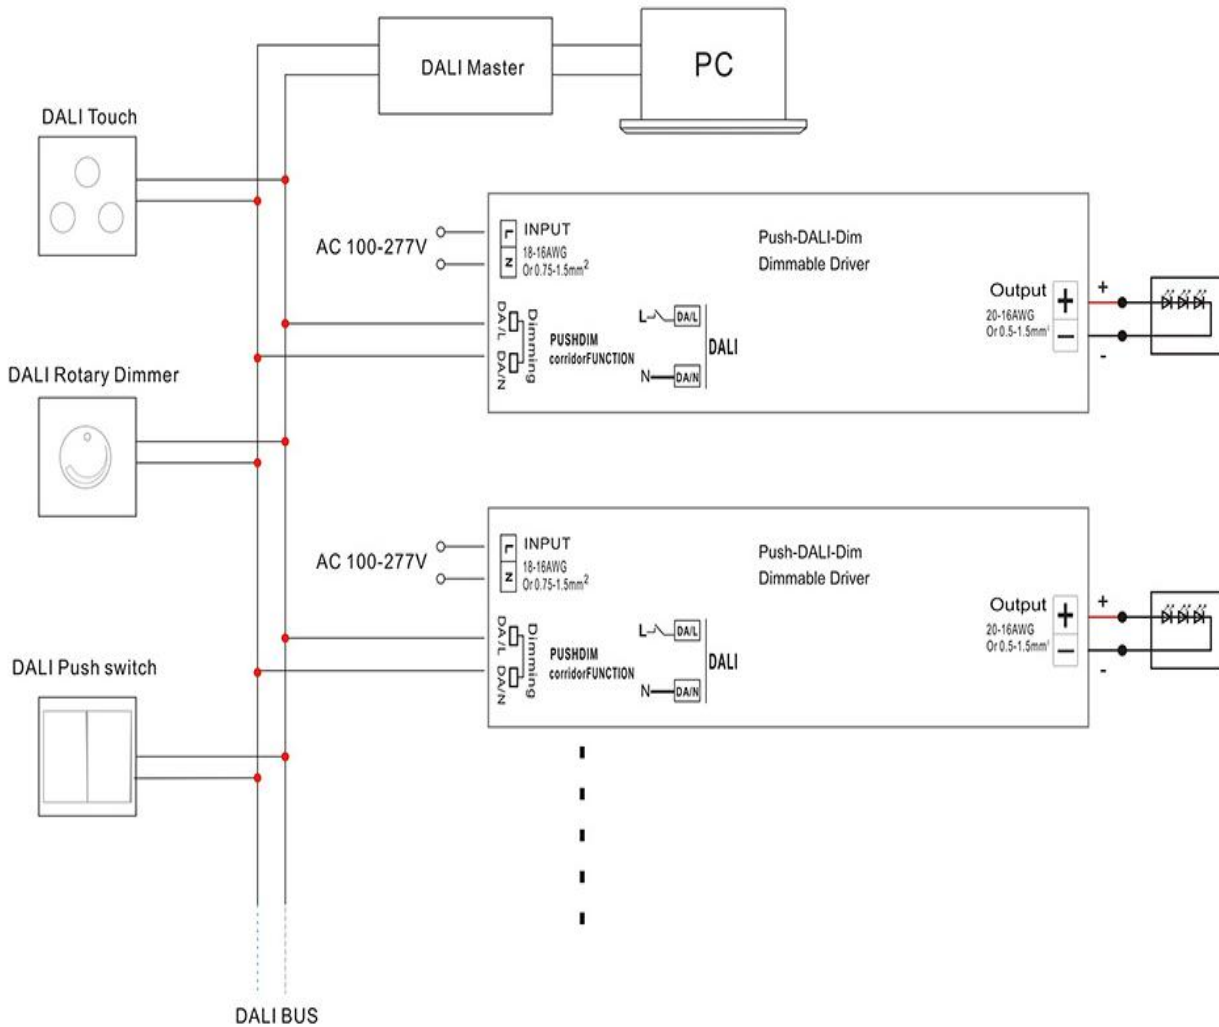 DALI Master
PC
DALI Touch
AC 100-277V
L
N
INPUT
18-16AWG
Or 0.75-1.5mm²
Push-DALI-Dim
Dimmable Driver
DA/L
DA/N
Dimming
PUSHDIM
corridorFUNCTION
L
DA/L
N
DA/N
DALI
Output
20-16AWG
Or 0.5-1.5mm²
+
−
+
-
DALI Rotary Dimmer
AC 100-277V
L
N
INPUT
18-16AWG
Or 0.75-1.5mm²
Push-DALI-Dim
Dimmable Driver
DA/L
DA/N
Dimming
PUSHDIM
corridorFUNCTION
L
DA/L
N
DA/N
DALI
Output
20-16AWG
Or 0.5-1.5mm²
+
−
+
-
DALI Push switch
DALI BUS